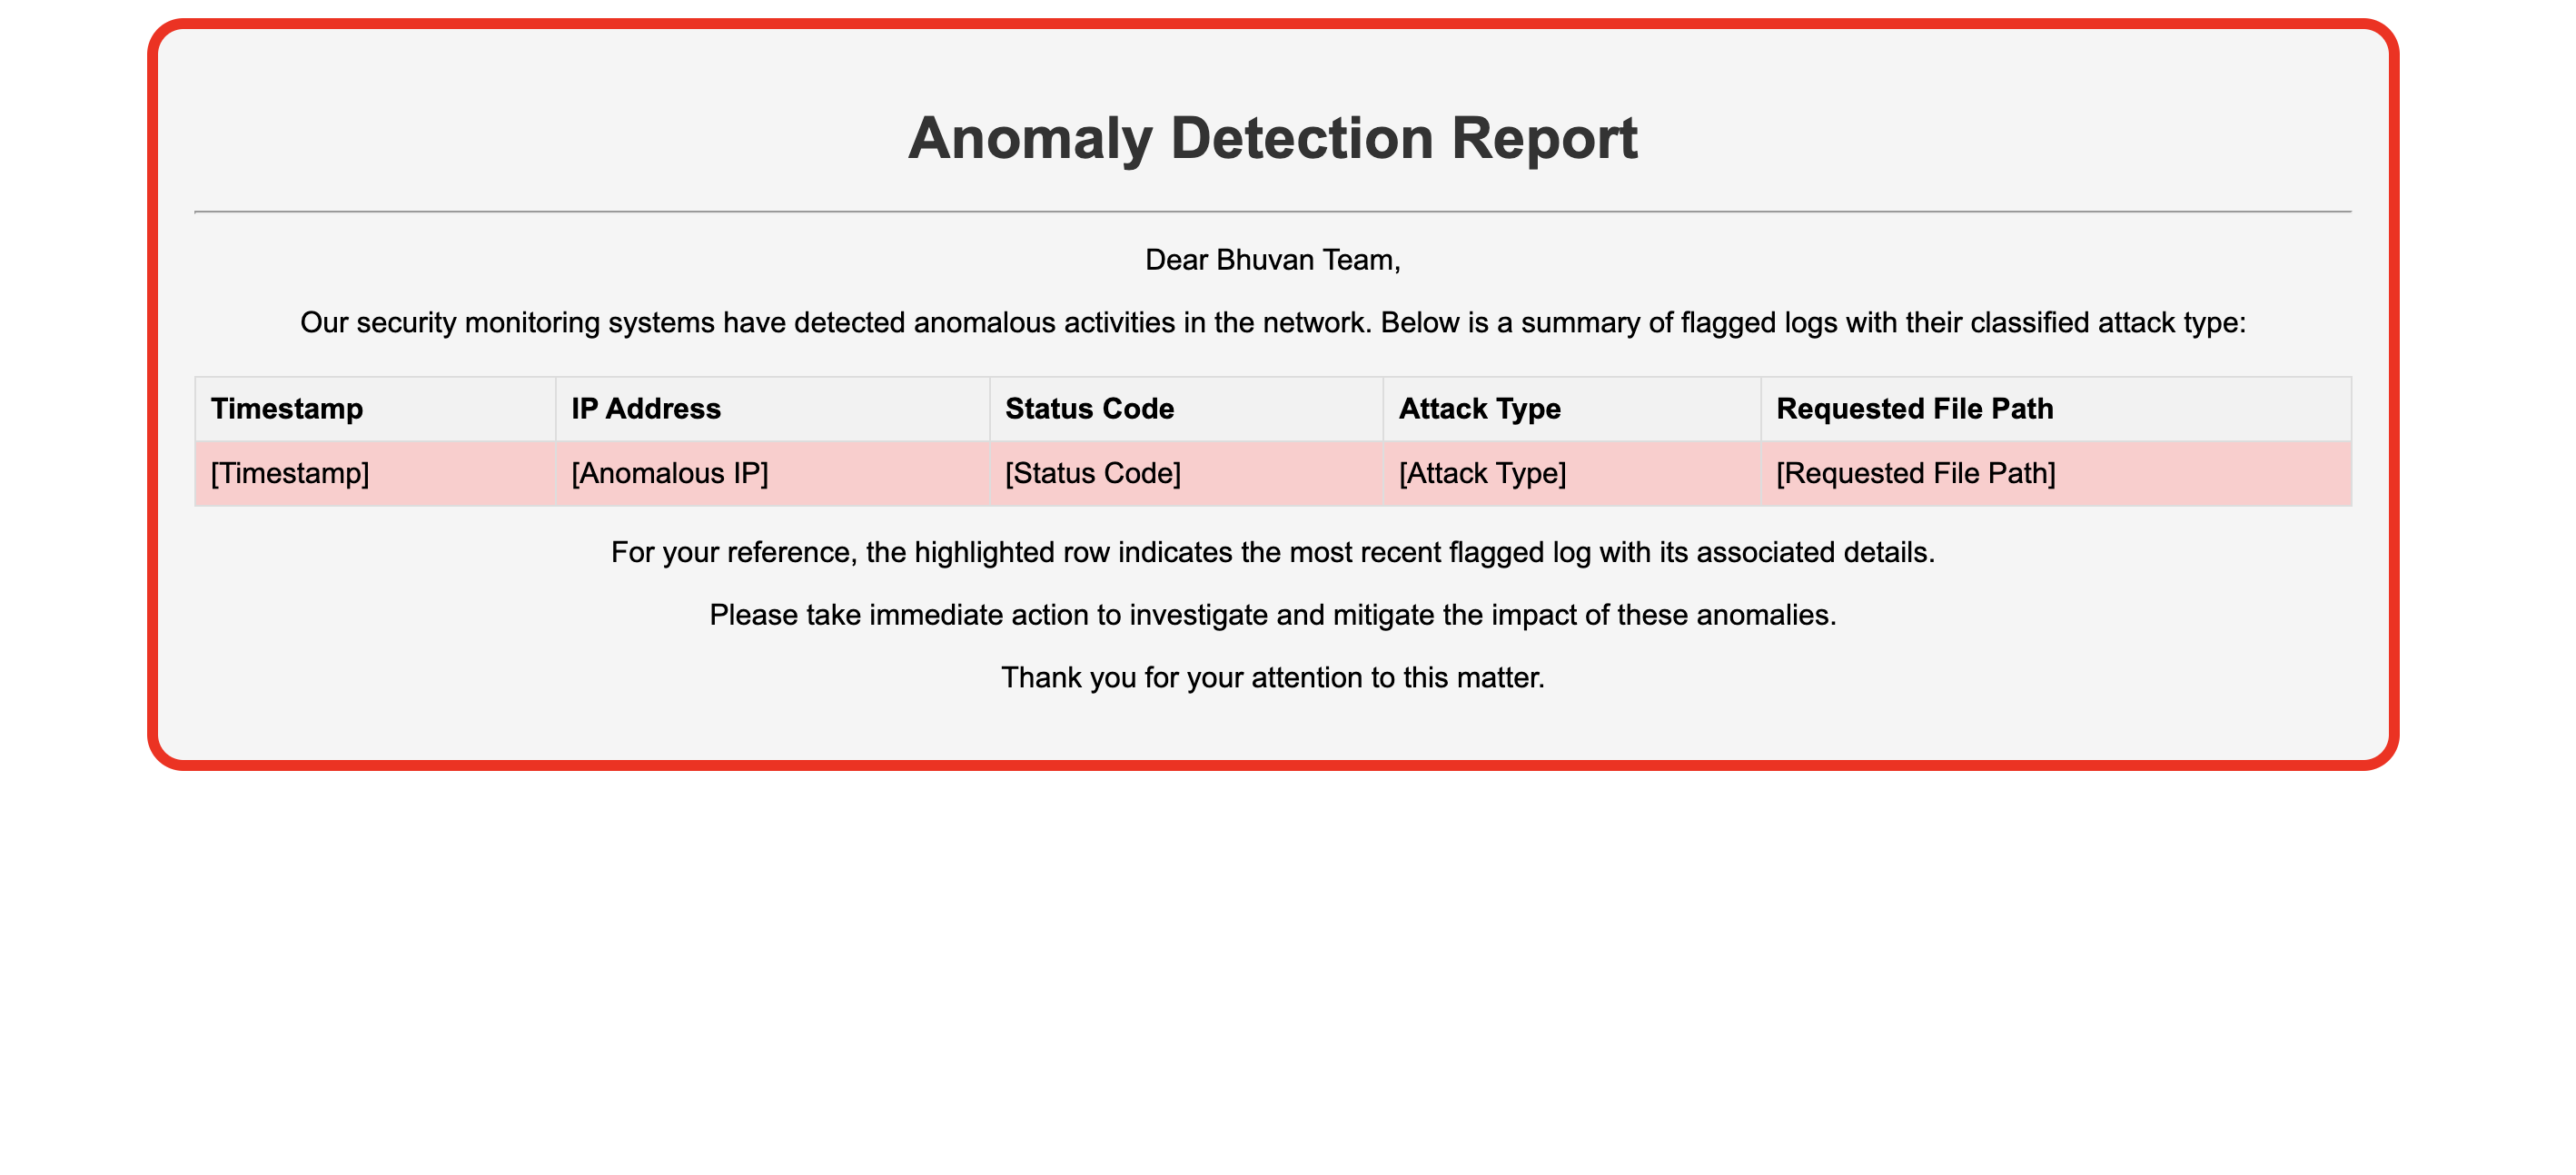 Anomaly Detection Report
Dear Bhuvan Team,
Our security monitoring systems have detected anomalous activities in the network. Below is a summary of flagged logs with their classified attack type:
Timestamp IP Address Status Code Attack Type Requested File Path
[Timestamp] [Anomalous IP] [Status Code] [Attack Type] [Requested File Path]
For your reference, the highlighted row indicates the most recent flagged log with its associated details.
Please take immediate action to investigate and mitigate the impact of these anomalies.
Thank you for your attention to this matter.